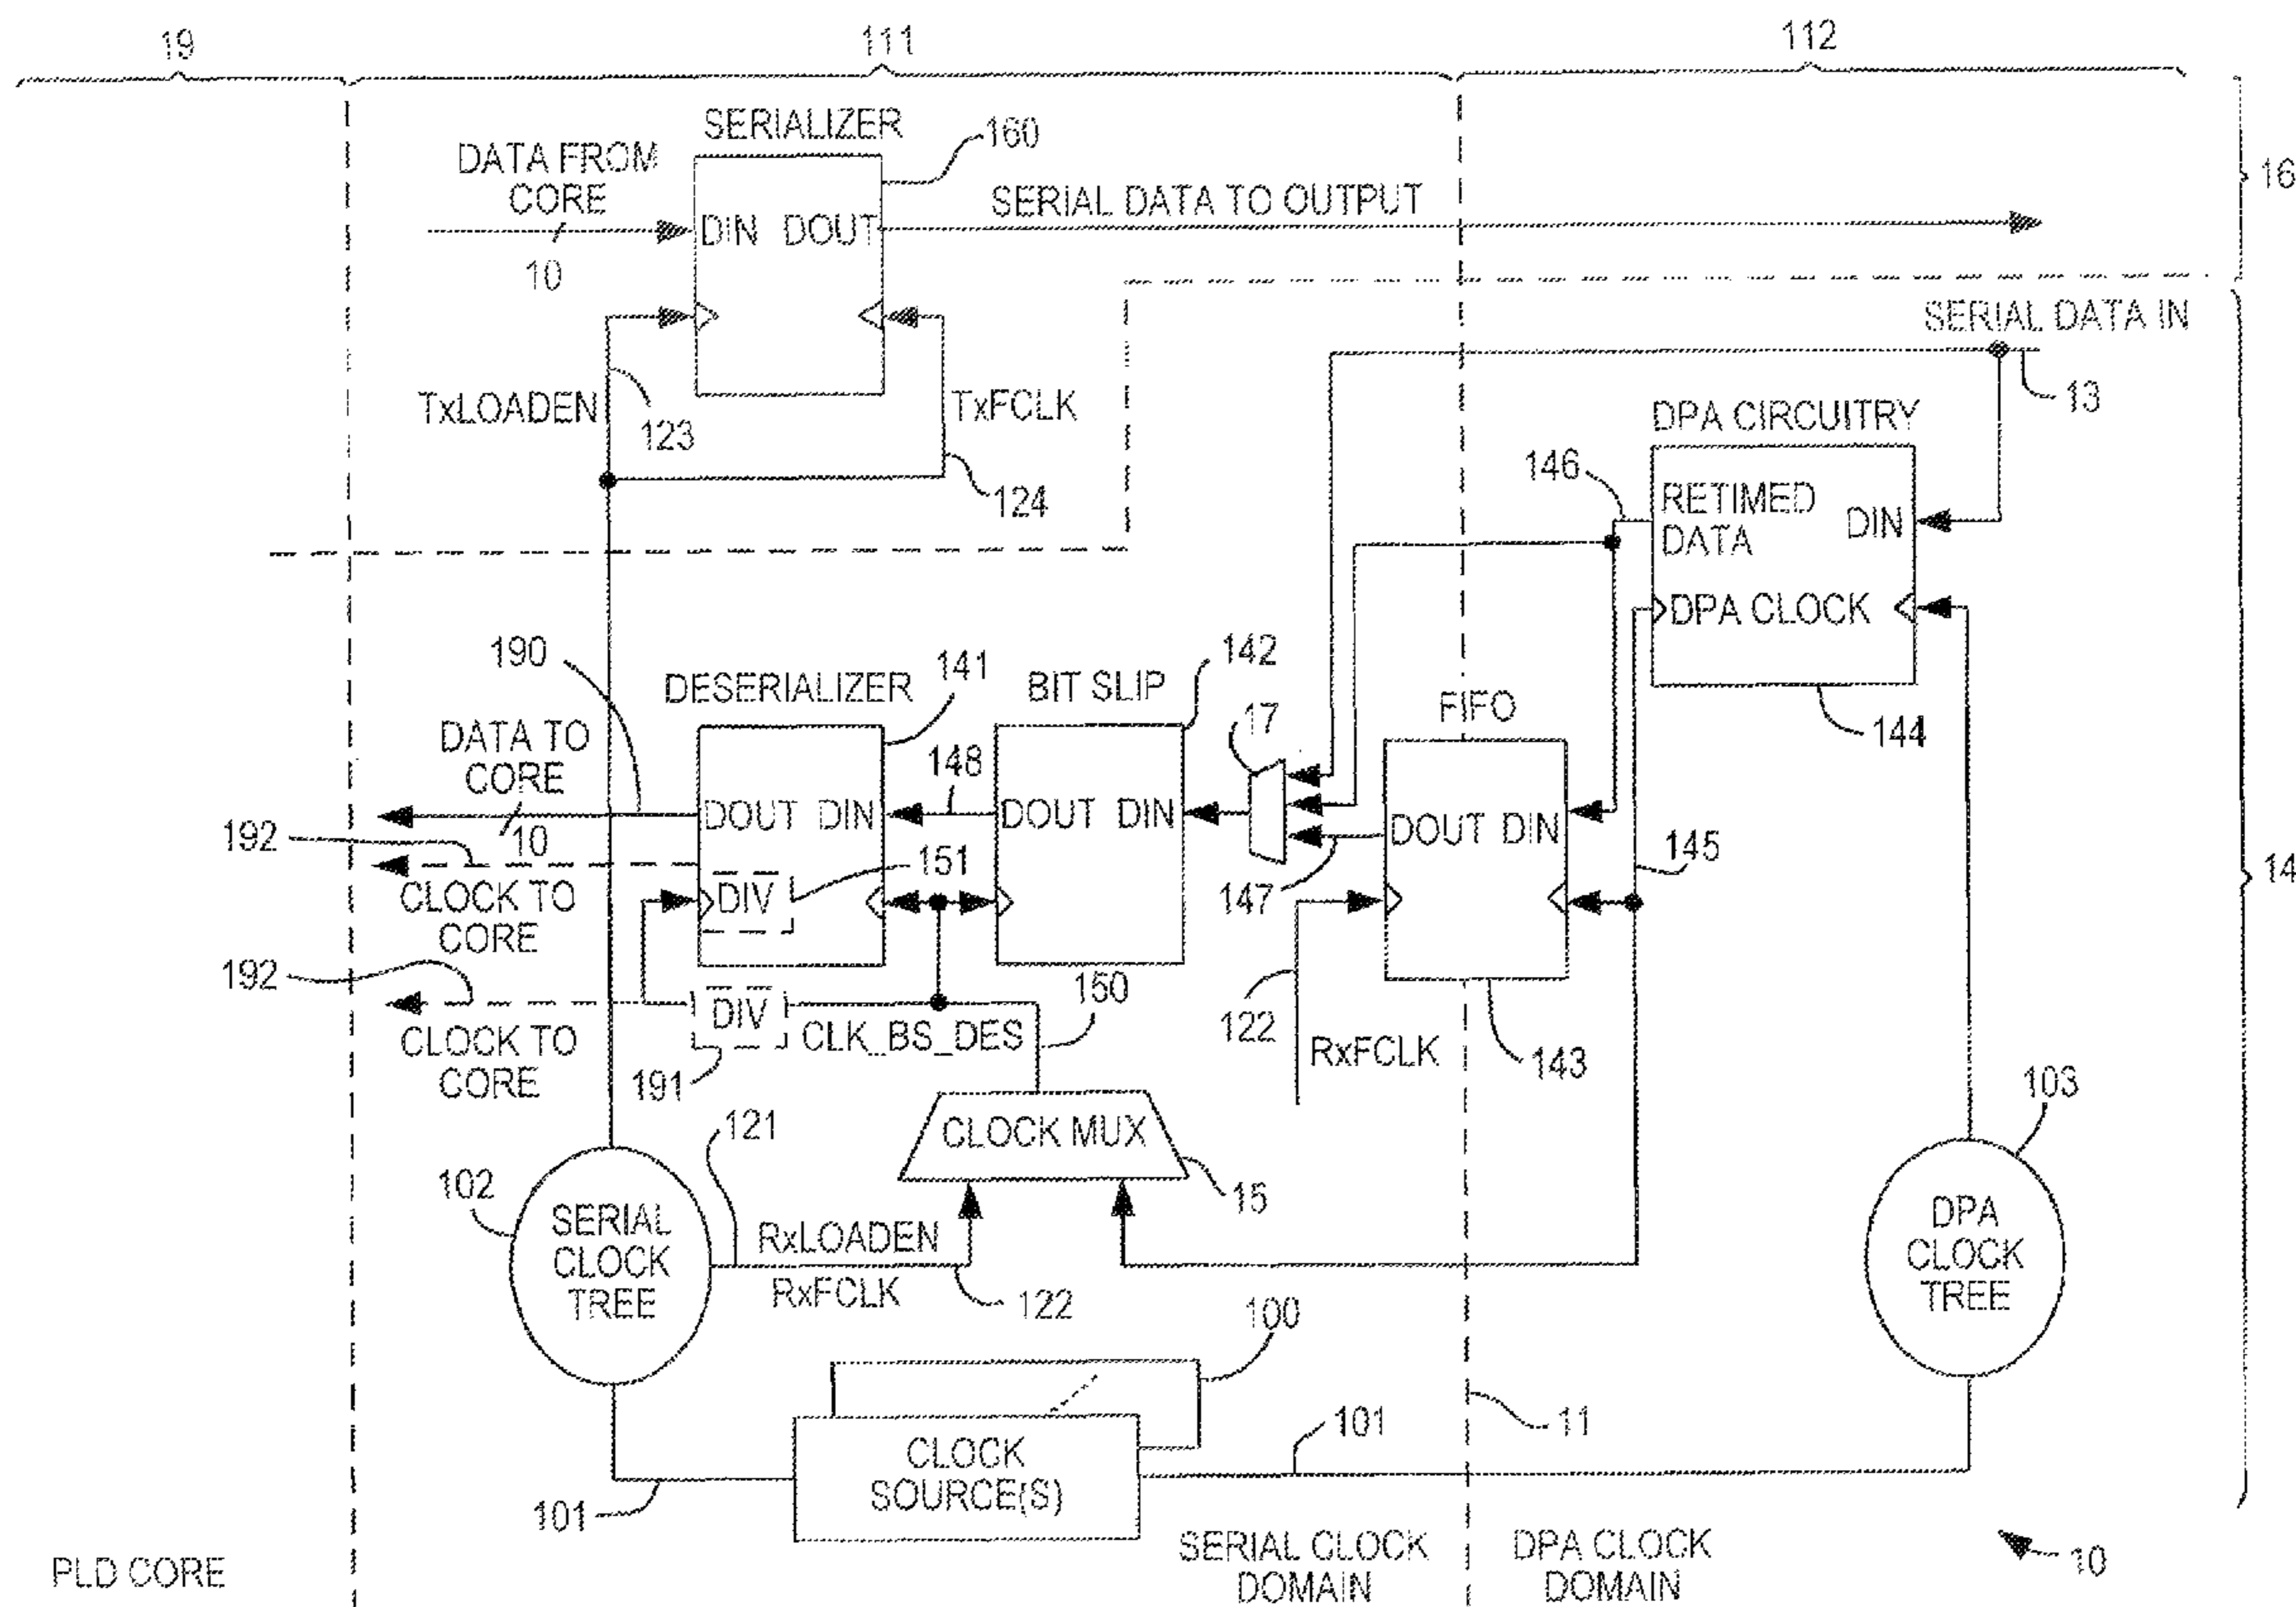 19
111
112
SERIALIZER
160
DATA FROM
CORE
10
DIN DOUT
SERIAL DATA TO OUTPUT
16
SERIAL DATA IN
13
TxLOADEN
123
TxFCLK
124
DPA CIRCUITRY
146
RETIMED
DATA
DIN
DPA CLOCK
144
190
DESERIALIZER
141
BIT SLIP
142
17
FIFO
DATA TO
CORE
10
DOUT DIN
148
DOUT DIN
147
DOUT DIN
145
14
192
CLOCK TO
CORE
DIV
151
192
CLOCK TO
CORE
DIV
191
CLK_BS_DES
150
122
RxFCLK
143
103
121
CLOCK MUX
15
102
SERIAL
CLOCK
TREE
RxLOADEN
RxFCLK
122
DPA
CLOCK
TREE
100
CLOCK
SOURCE(S)
101
101
11
PLD CORE
SERIAL CLOCK
DOMAIN
DPA CLOCK
DOMAIN
10